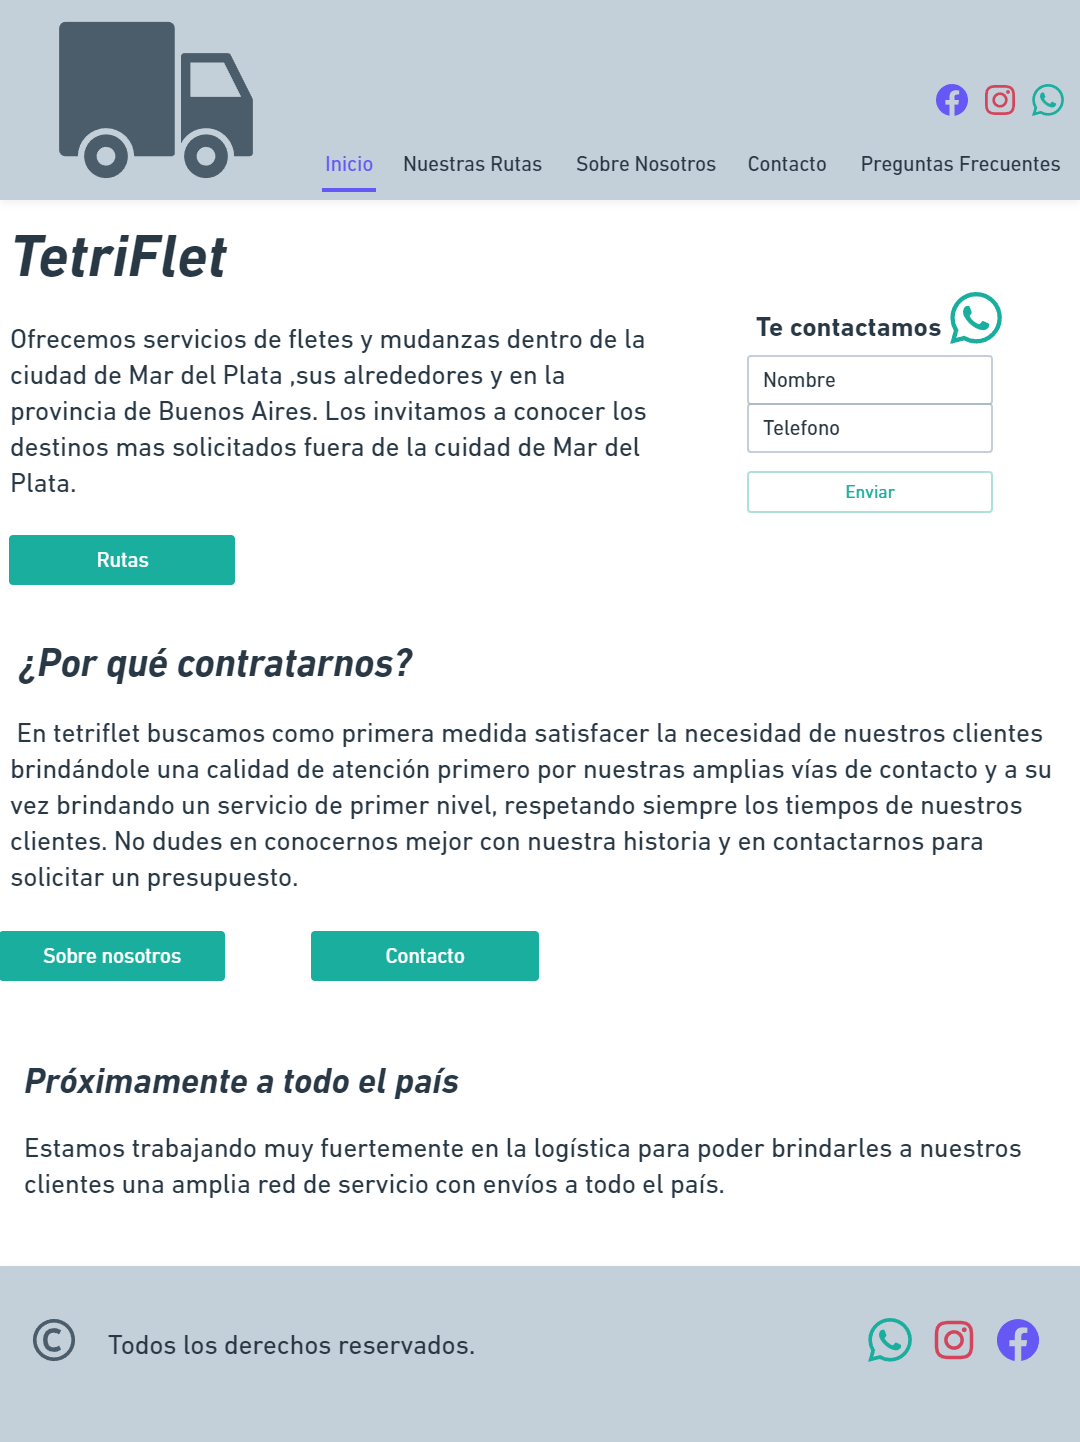 Inicio
Nuestras Rutas
Sobre Nosotros
Contacto
Preguntas Frecuentes
TetriFlet
Ofrecemos servicios de fletes y mudanzas dentro de la
ciudad de Mar del Plata ,sus alrededores y en la
provincia de Buenos Aires. Los invitamos a conocer los
destinos mas solicitados fuera de la cuidad de Mar del
Plata.
Rutas
Te contactamos
Nombre
Telefono
Enviar
¿Por qué contratarnos?
En tetriflet buscamos como primera medida satisfacer la necesidad de nuestros clientes
brindándole una calidad de atención primero por nuestras amplias vías de contacto y a su
vez brindando un servicio de primer nivel, respetando siempre los tiempos de nuestros
clientes. No dudes en conocernos mejor con nuestra historia y en contactarnos para
solicitar un presupuesto.
Sobre nosotros
Contacto
Próximamente a todo el país
Estamos trabajando muy fuertemente en la logística para poder brindarles a nuestros
clientes una amplia red de servicio con envíos a todo el país.
© Todos los derechos reservados.